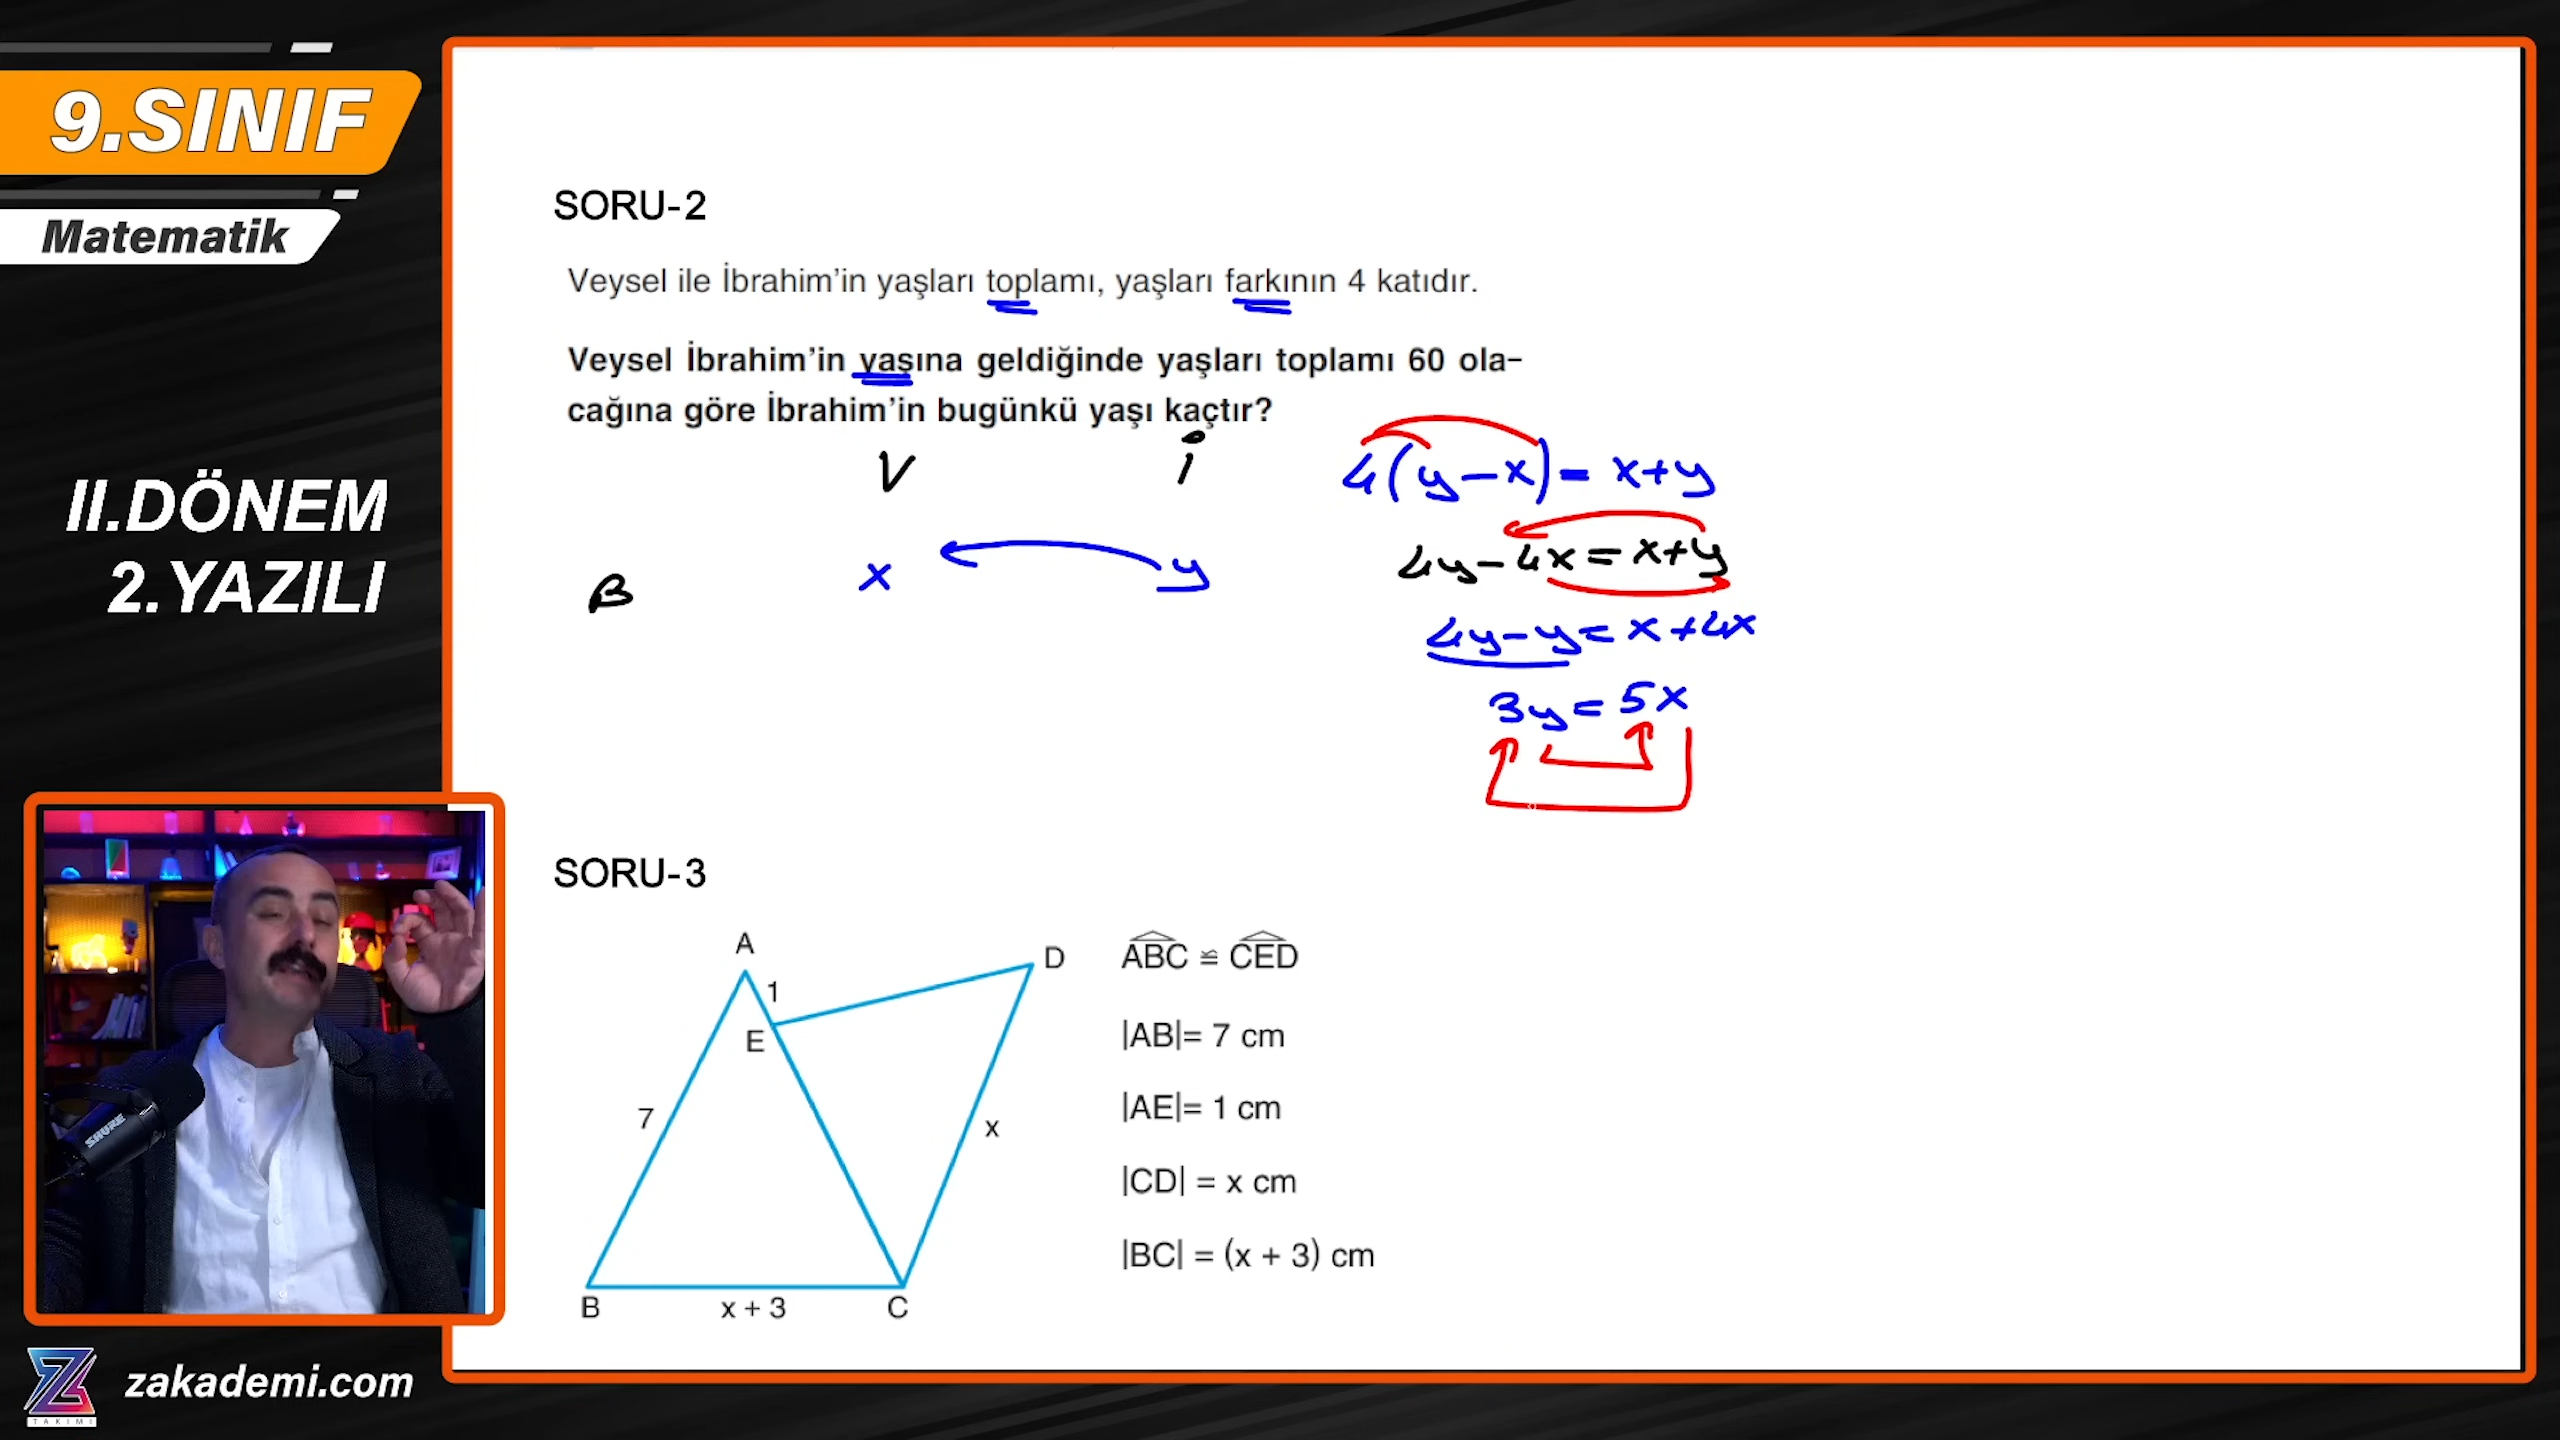 9.SINIF
Matematik
II.DÖNEM
2.YAZILI
SORU-2
Veysel ile İbrahim'in yaşları toplamı, yaşları farkının 4 katıdır.
Veysel İbrahim'in yaşına geldiğinde yaşları toplamı 60 ola-
cağına göre İbrahim'in bugünkü yaşı kaçtır?
V İ
B x y
4(y-x)= x+y
4y-4x=x+y
4y-y=x+4x
3y=5x
SORU-3
A
1
E
D
7
x
B
x + 3
C
ABC ≅ CED
|AB|= 7 cm
|AE|= 1 cm
|CD| = x cm
|BC| = (x + 3) cm
SHURE
TAKIMI
zakademi.com